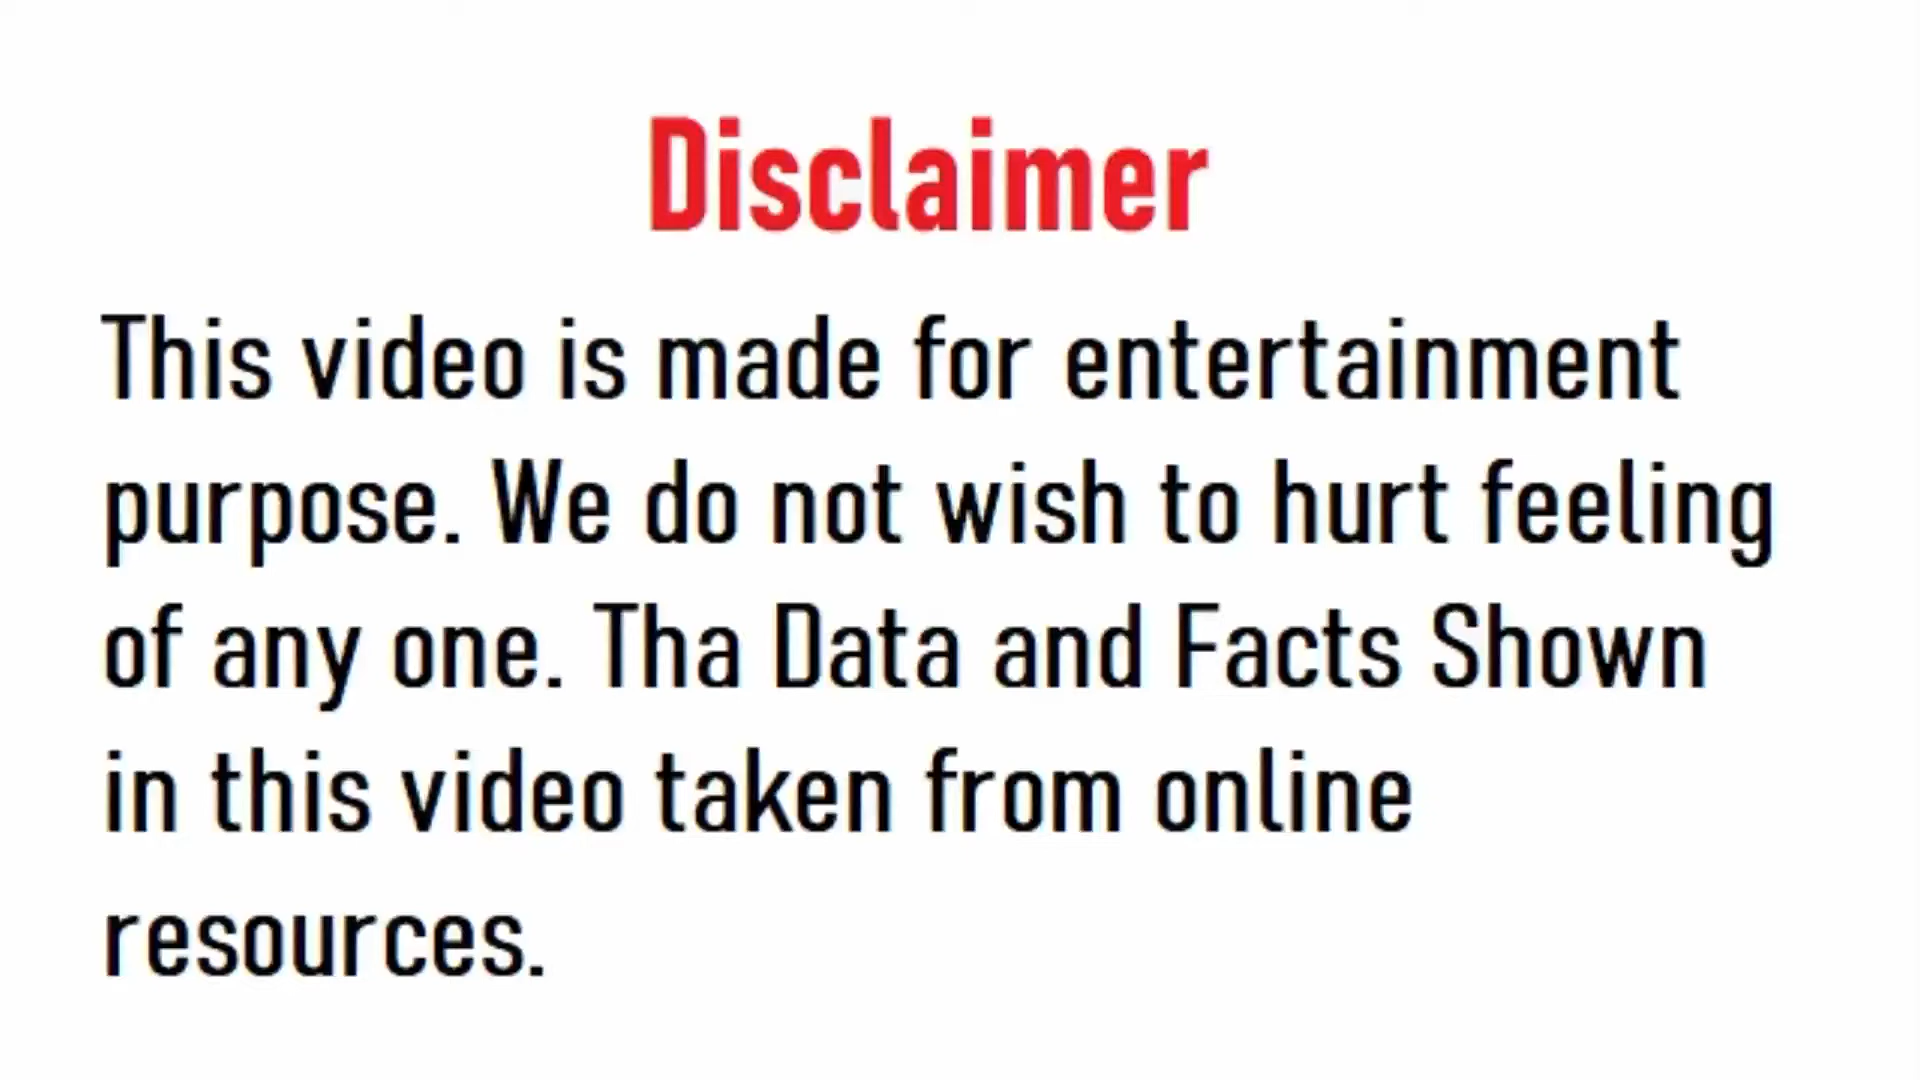 Disclaimer
This video is made for entertainment
purpose. We do not wish to hurt feeling
of any one. Tha Data and Facts Shown
in this video taken from online
resources.